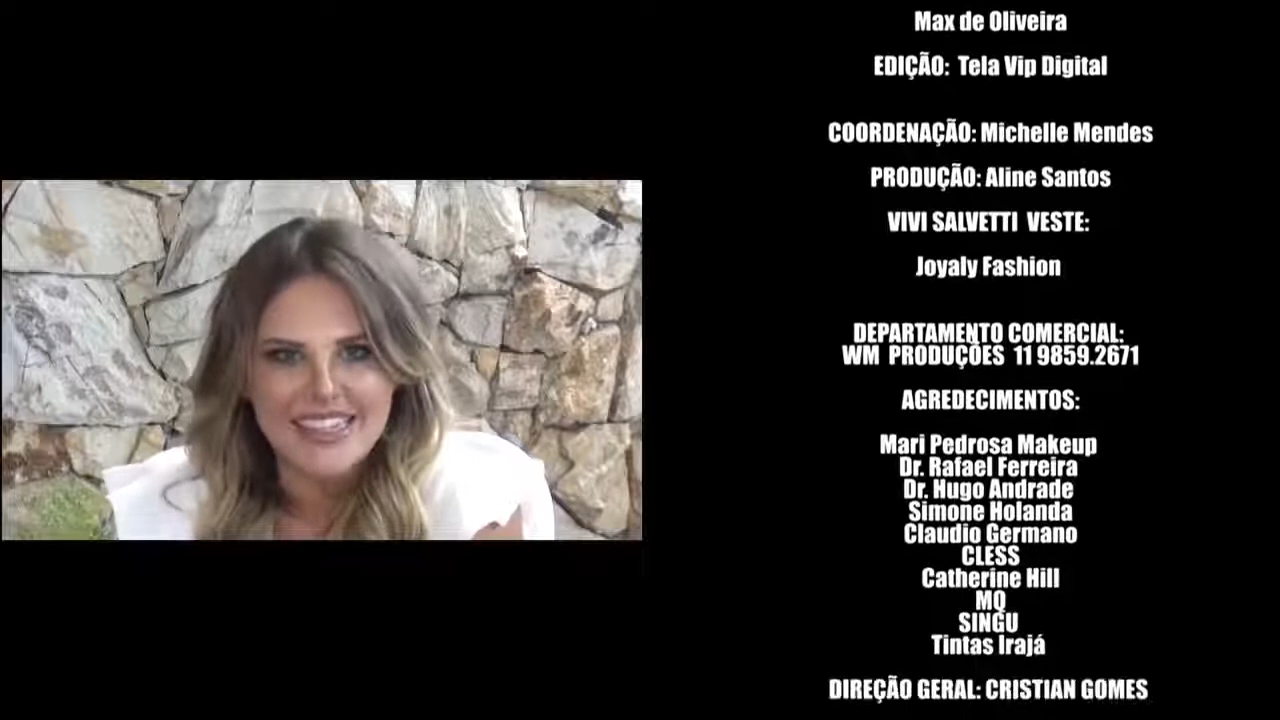 Max de Oliveira
EDIÇÃO: Tela Vip Digital
COORDENAÇÃO: Michelle Mendes
PRODUÇÃO: Aline Santos
VIVI SALVETTI VESTE:
Joyaly Fashion
DEPARTAMENTO COMERCIAL:
WM PRODUÇÕES 11 9859.2671
AGREDECIMENTOS:
Mari Pedrosa Makeup
Dr. Rafael Ferreira
Dr. Hugo Andrade
Simone Holanda
Claudio Germano
CLESS
Catherine Hill
MQ
SINGU
Tintas Irajá
DIREÇÃO GERAL: CRISTIAN GOMES